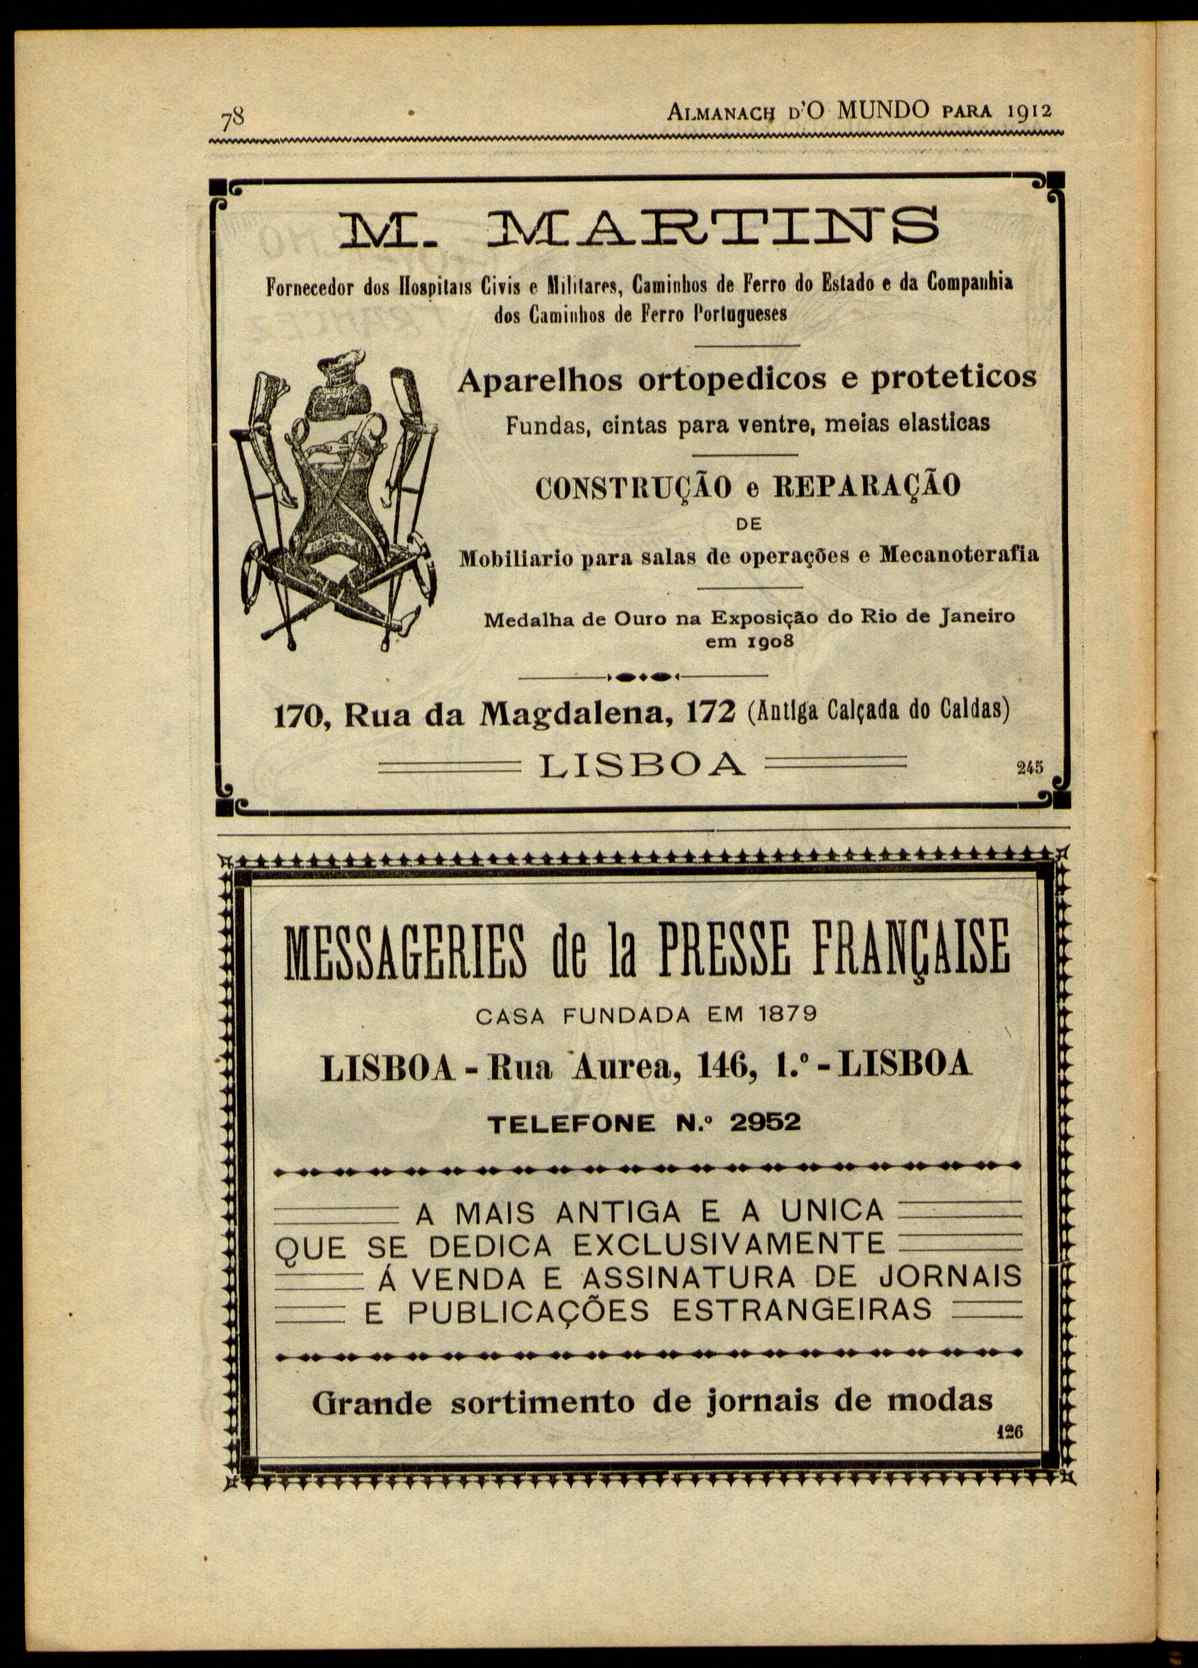 78
ALMANACH D'O MUNDO PARA 1912
M. MARTINS
Fornecedor dos Hospitais Civis e Militares, Caminhos de Ferro do Estado e da Companhia
dos Caminhos de Ferro Portugueses
Aparelhos ortopedicos e proteticos
Fundas, cintas para ventre, meias elasticas
CONSTRUÇÃO e REPARAÇÃO
DE
Mobiliario para salas de operações e Mecanoterafia
Medalha de Ouro na Exposição do Rio de Janeiro
em 1908
170, Rua da Magdalena, 172 (Antiga Calçada do Caldas)
LISBOA
245
MESSAGERIES de la PRESSE FRANÇAISE
CASA FUNDADA EM 1879
LISBOA - Rua Aurea, 146, 1.º - LISBOA
TELEFONE N.º 2952
A MAIS ANTIGA E A UNICA
QUE SE DEDICA EXCLUSIVAMENTE
Á VENDA E ASSINATURA DE JORNAIS
E PUBLICAÇÕES ESTRANGEIRAS
Grande sortimento de jornais de modas
126